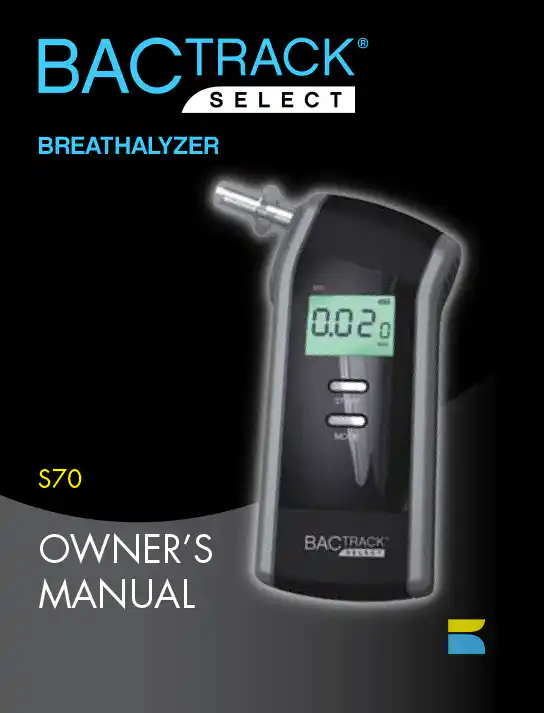 BACTRACK®
SELECT
BREATHALYZER
0.020
START
MODE
S70
BACTRACK®
SELECT
OWNER'S
MANUAL